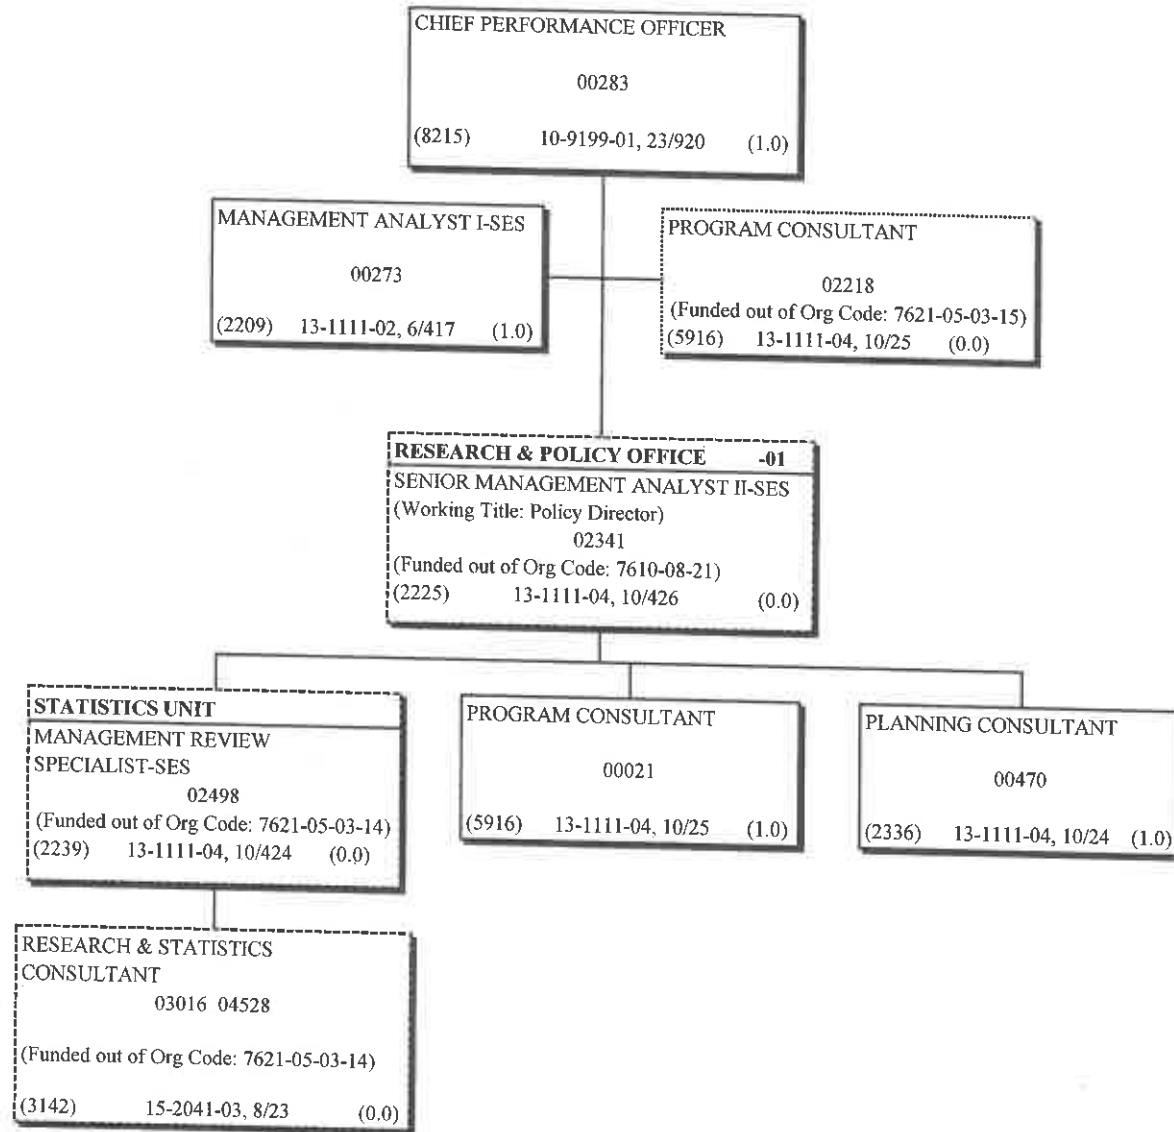 CHIEF PERFORMANCE OFFICER
00283
(8215) 10-9199-01, 23/920 (1.0)
MANAGEMENT ANALYST I-SES
00273
(2209) 13-1111-02, 6/417 (1.0)
PROGRAM CONSULTANT
02218
(Funded out of Org Code: 7621-05-03-15)
(5916) 13-1111-04, 10/25 (0.0)
RESEARCH & POLICY OFFICE -01
SENIOR MANAGEMENT ANALYST II-SES
(Working Title: Policy Director)
02341
(Funded out of Org Code: 7610-08-21)
(2225) 13-1111-04, 10/426 (0.0)
STATISTICS UNIT
MANAGEMENT REVIEW
SPECIALIST-SES
02498
(Funded out of Org Code: 7621-05-03-14)
(2239) 13-1111-04, 10/424 (0.0)
PROGRAM CONSULTANT
00021
(5916) 13-1111-04, 10/25 (1.0)
PLANNING CONSULTANT
00470
(2336) 13-1111-04, 10/24 (1.0)
RESEARCH & STATISTICS
CONSULTANT
03016 04528
(Funded out of Org Code: 7621-05-03-14)
(3142) 15-2041-03, 8/23 (0.0)